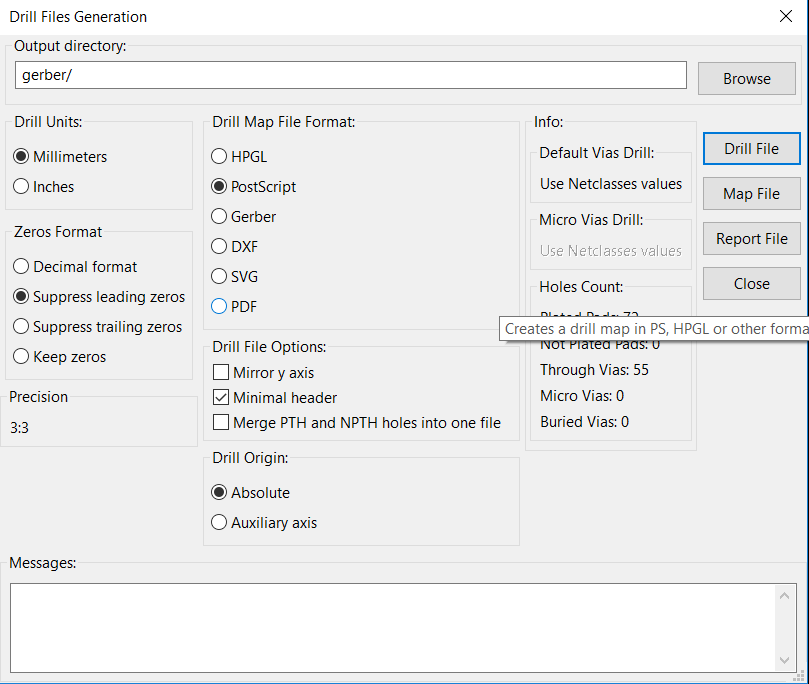 Drill Files Generation
Output directory:
gerber/
Browse
Drill Units:
Millimeters
Inches
Zeros Format
Decimal format
Suppress leading zeros
Suppress trailing zeros
Keep zeros
Precision
3:3
Drill Map File Format:
HPGL
PostScript
Gerber
DXF
SVG
PDF
Drill File Options:
Mirror y axis
Minimal header
Merge PTH and NPTH holes into one file
Drill Origin:
Absolute
Auxiliary axis
Info:
Default Vias Drill:
Use Netclasses values
Micro Vias Drill:
Use Netclasses values
Holes Count:
Plated Pads: 72
Creates a drill map in PS, HPGL or other forma
Not Plated Pads: 0
Through Vias: 55
Micro Vias: 0
Buried Vias: 0
Drill File
Map File
Report File
Close
Messages: